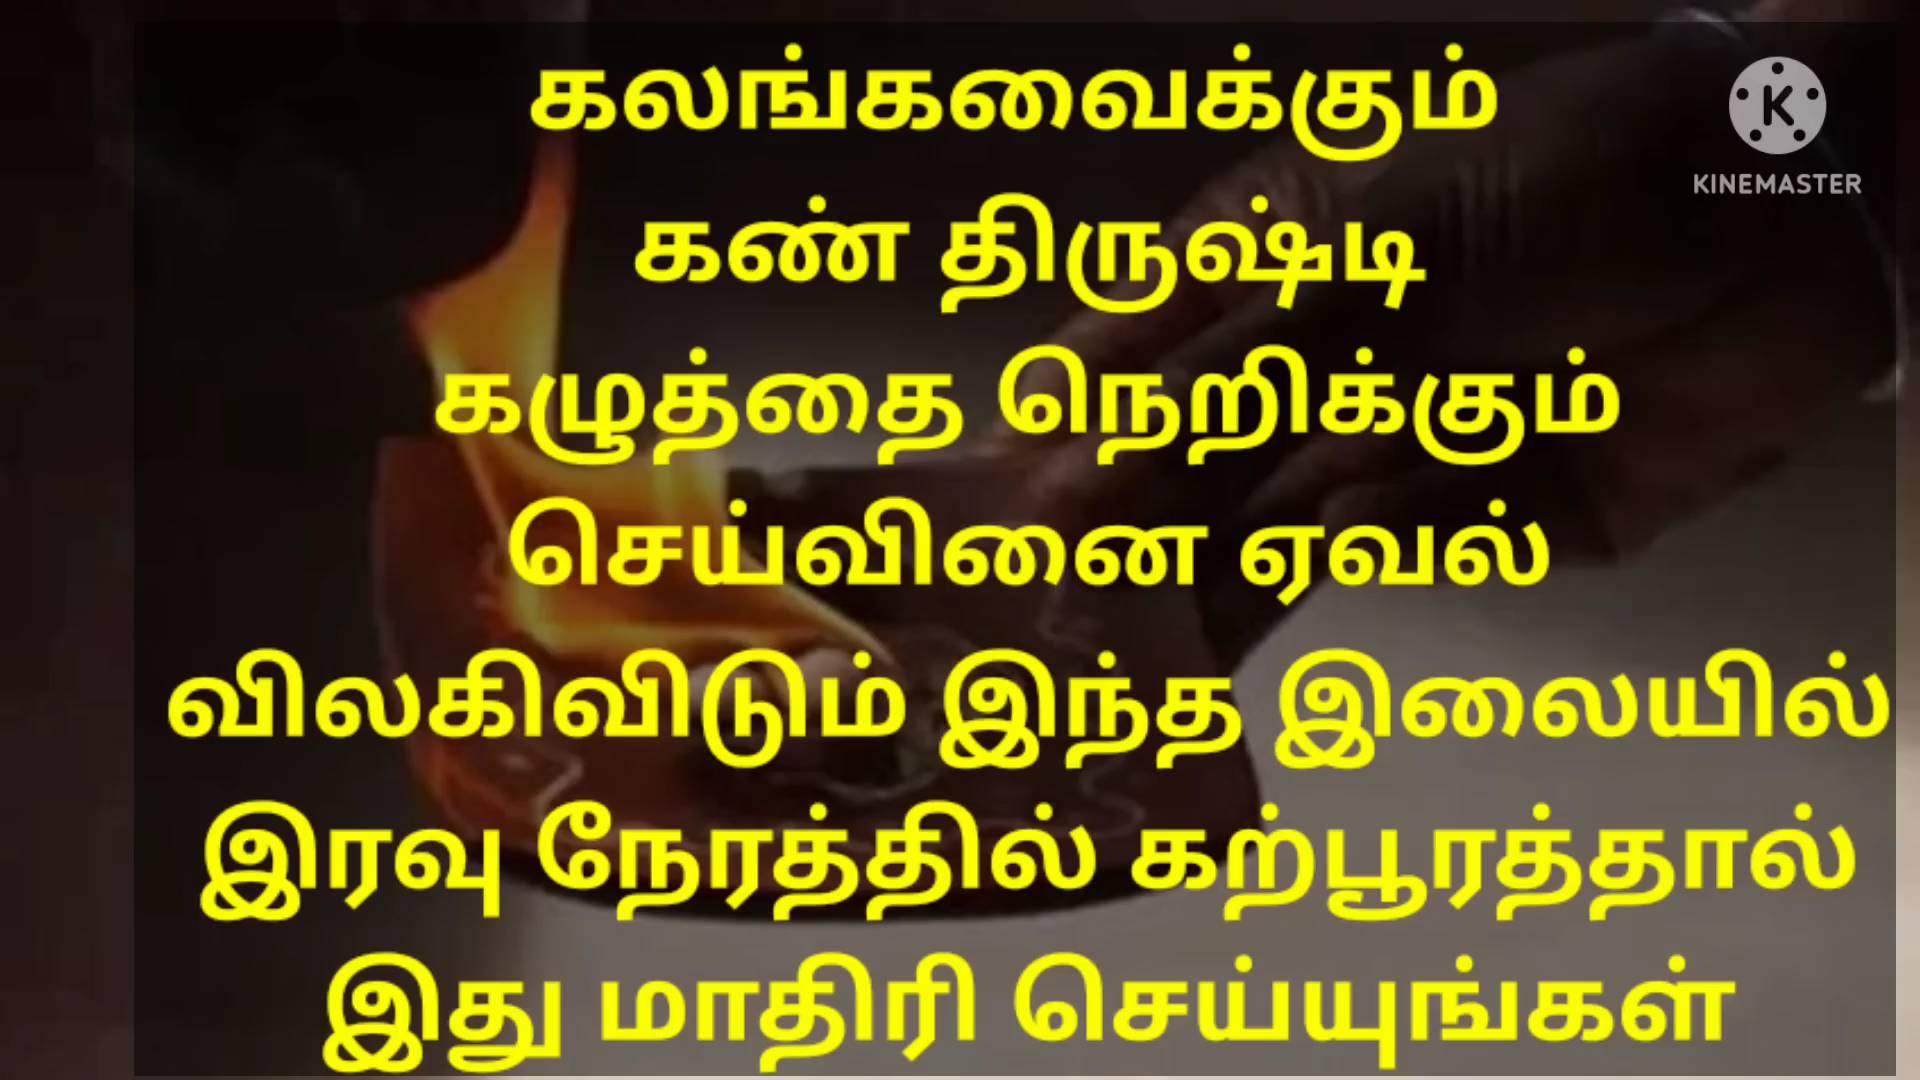 கலங்கவைக்கும்
கண் திருஷ்டி
கழுத்தை நெறிக்கும்
செய்வினை ஏவல்
விலகிவிடும் இந்த இலையில்
இரவு நேரத்தில் கற்பூரத்தால்
இது மாதிரி செய்யுங்கள்
K
KINEMASTER